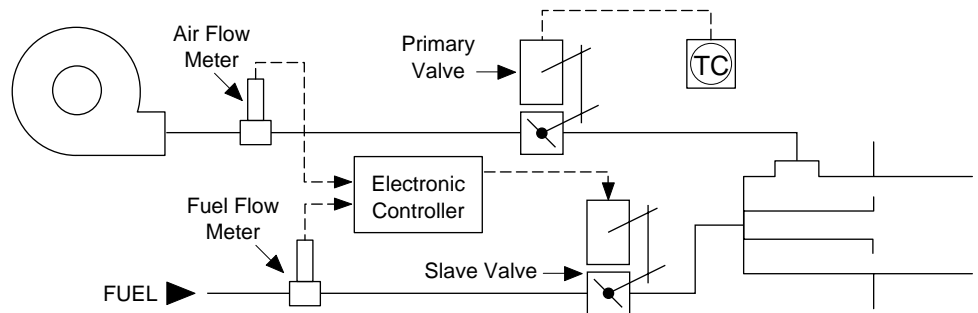 Air Flow
Meter
Primary
Valve
TC
Electronic
Controller
Fuel Flow
Meter
Slave Valve
FUEL